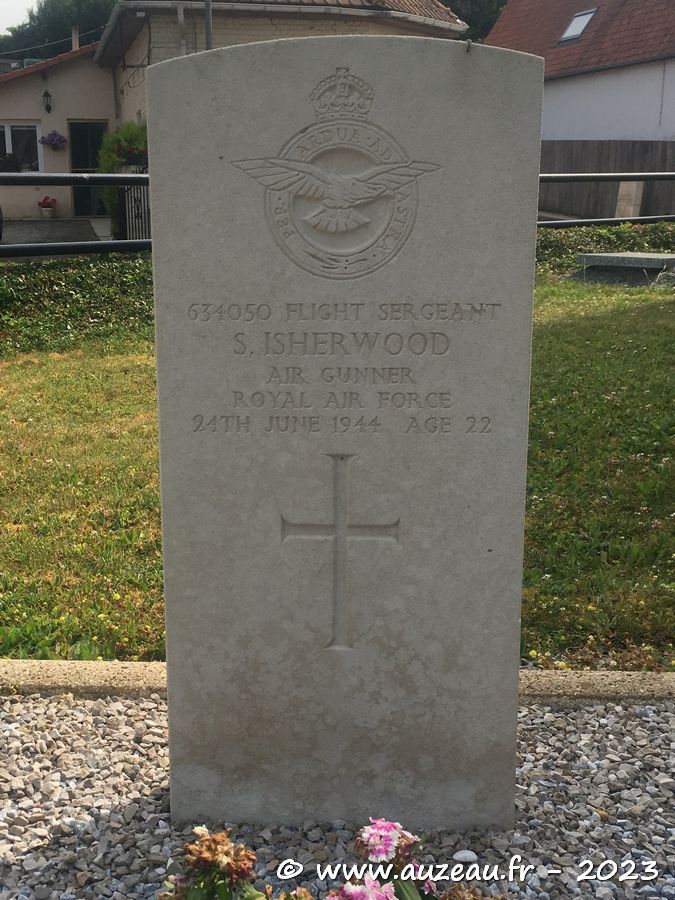 PER ARDUA AD ASTRA
634050 FLIGHT SERGEANT
S. ISHERWOOD
AIR GUNNER
ROYAL AIR FORCE
24TH JUNE 1944 AGE 22
© www.auzeau.fr - 2023